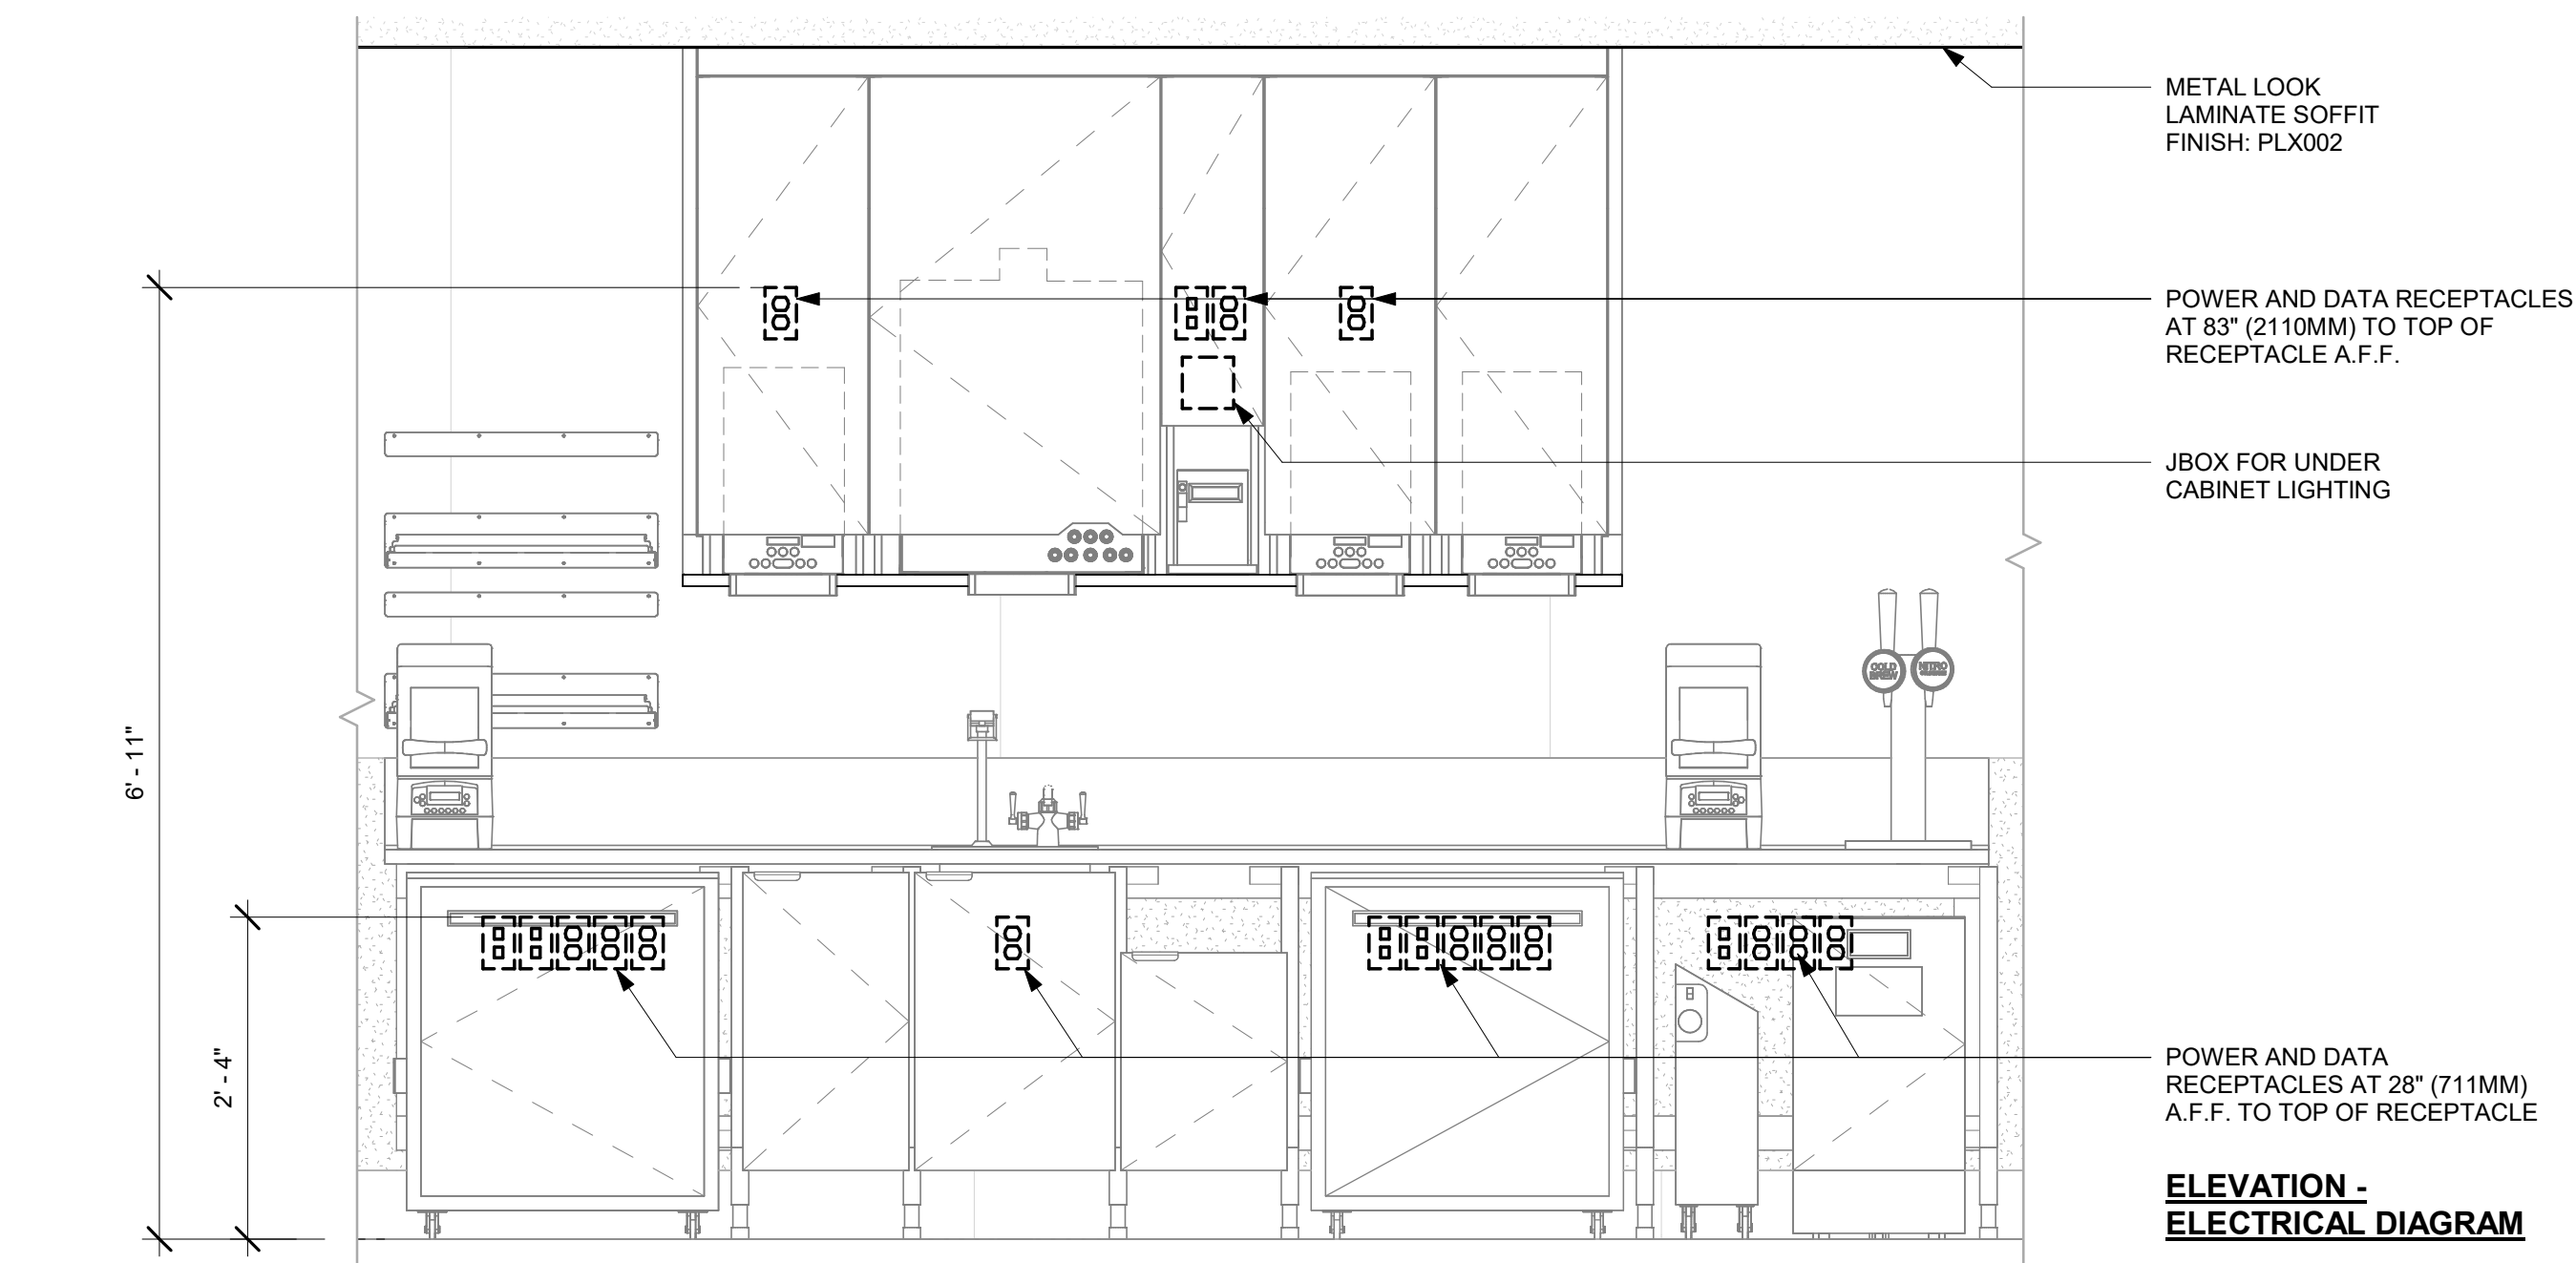 METAL LOOK
LAMINATE SOFFIT
FINISH: PLX002
POWER AND DATA RECEPTACLES
AT 83" (2110MM) TO TOP OF
RECEPTACLE A.F.F.
JBOX FOR UNDER
CABINET LIGHTING
COLD
BREW
NITRO
6' - 11"
2' - 4"
POWER AND DATA
RECEPTACLES AT 28" (711MM)
A.F.F. TO TOP OF RECEPTACLE
ELEVATION -
ELECTRICAL DIAGRAM